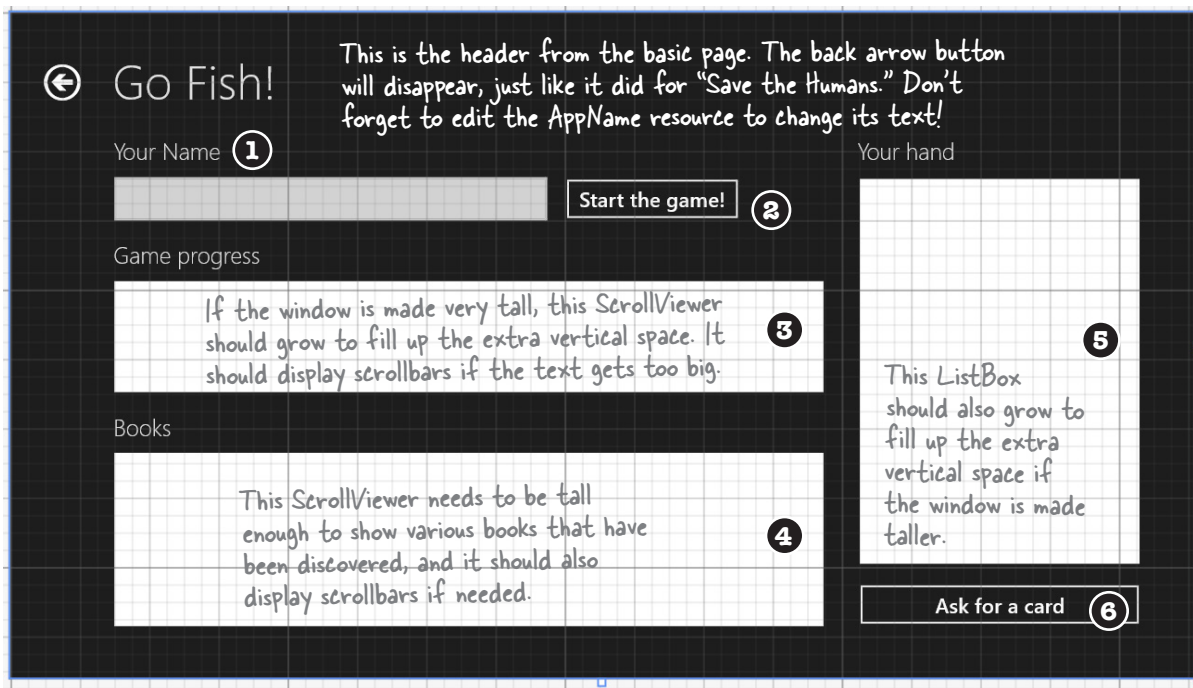 Go Fish!
This is the header from the basic page. The back arrow button
will disappear, just like it did for “Save the Humans.” Don't
forget to edit the AppName resource to change its text!
Your Name 1
Start the game! 2
Game progress
If the window is made very tall, this ScrollViewer
should grow to fill up the extra vertical space. It
should display scrollbars if the text gets too big.
3
Books
This ScrollViewer needs to be tall
enough to show various books that have
been discovered, and it should also
display scrollbars if needed.
4
Your hand
5
This ListBox
should also grow to
fill up the extra
vertical space if
the window is made
taller.
Ask for a card 6